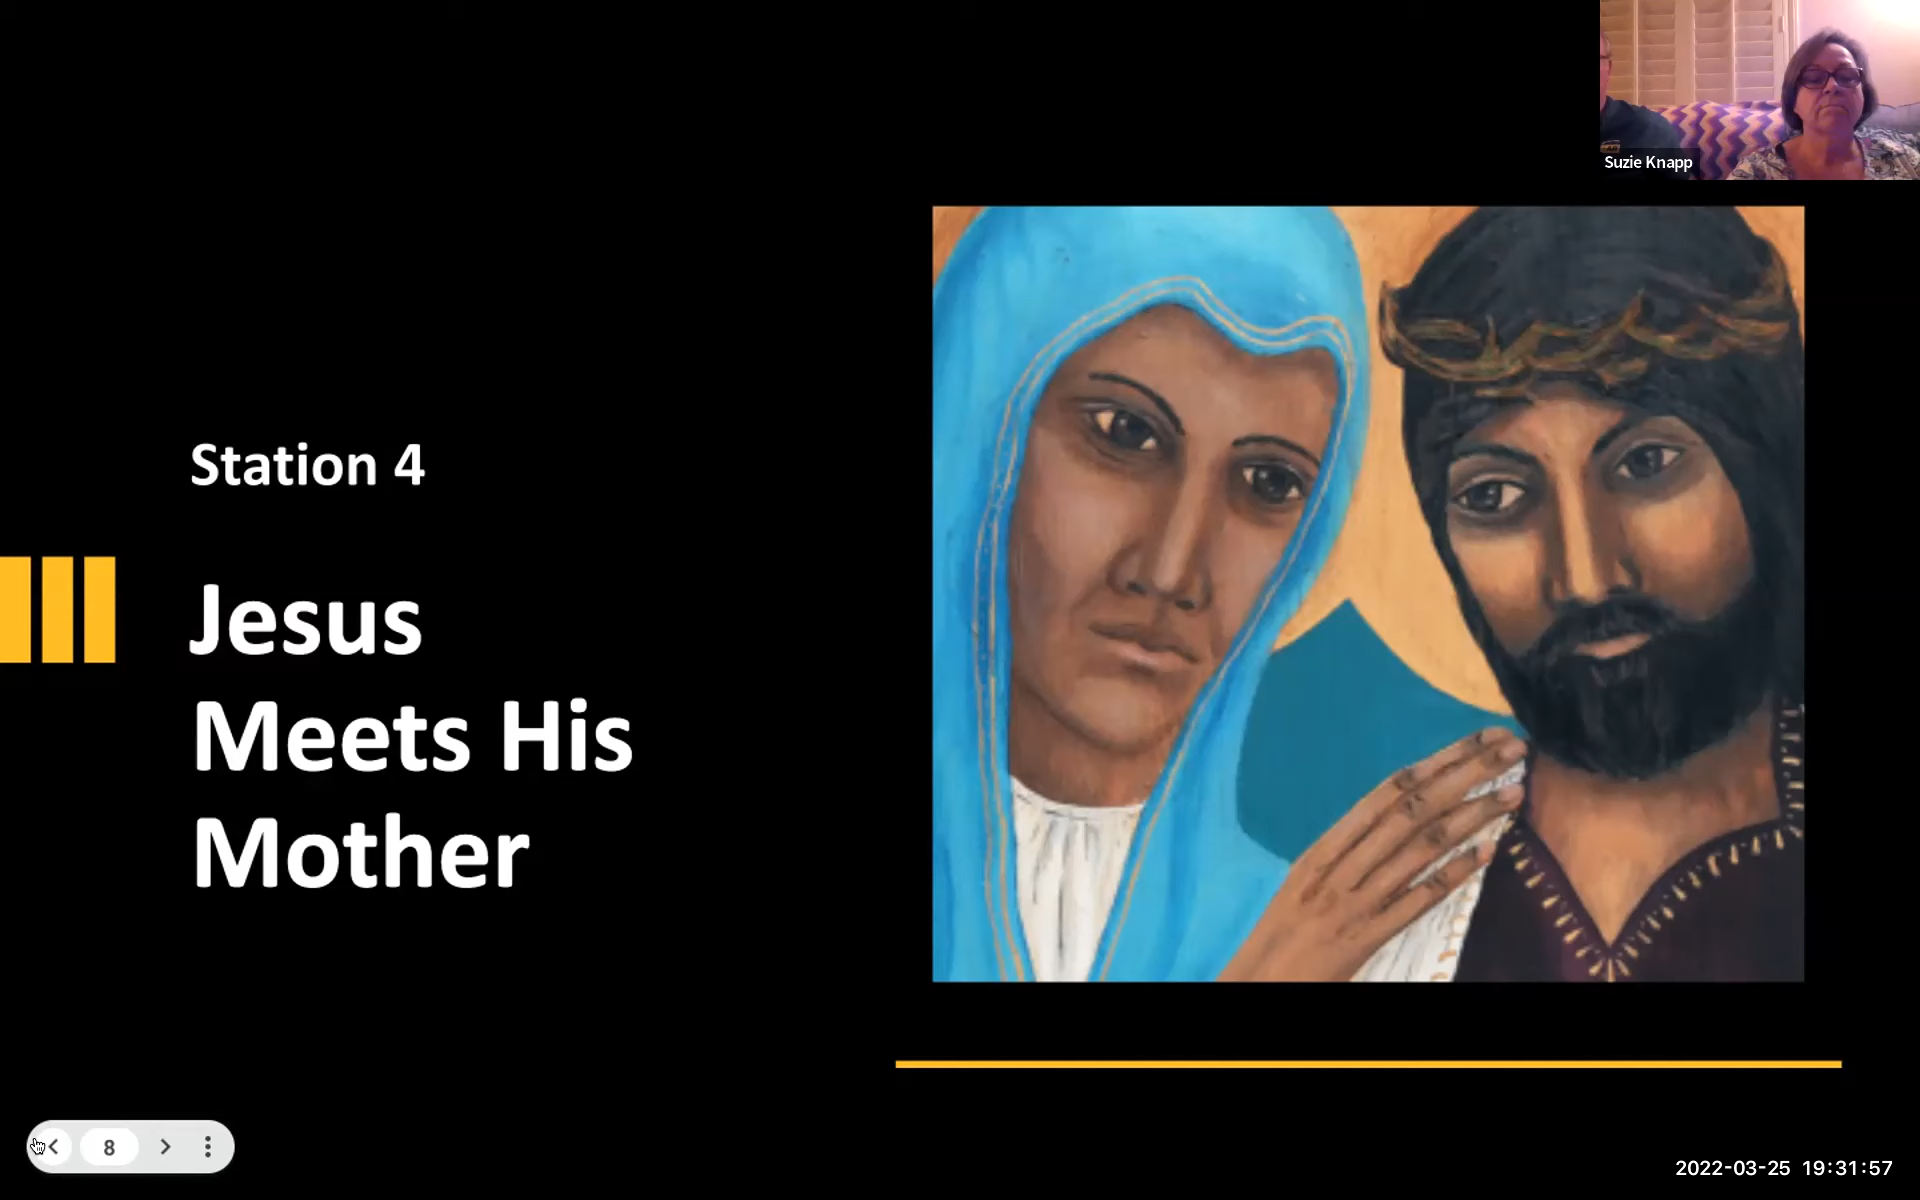 Suzie Knapp
Station 4
Jesus
Meets His
Mother
8
2022-03-25 19:31:57